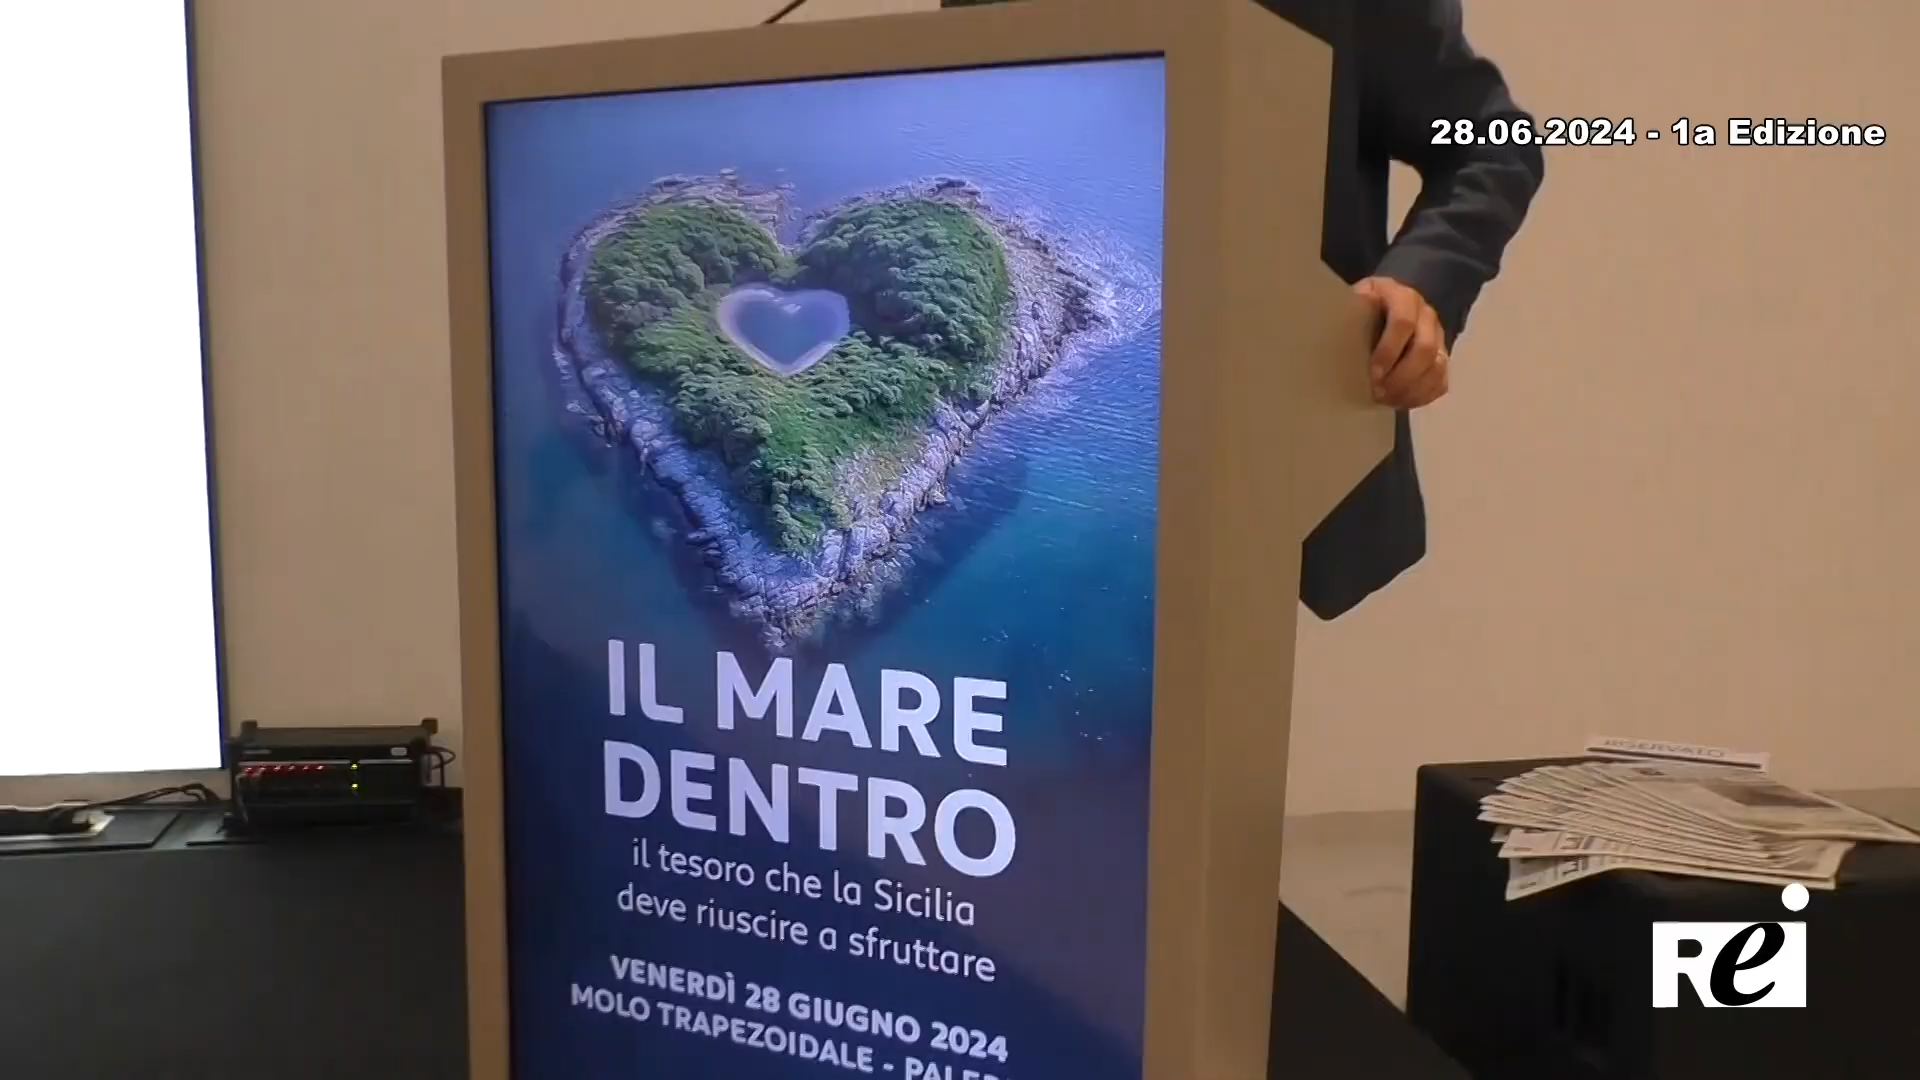 28.06.2024 - 1a Edizione
IL MARE
DENTRO
il tesoro che la Sicilia
deve riuscire a sfruttare
VENERDÌ 28 GIUGNO 2024
MOLO TRAPEZOIDALE -
RISERVATO
Rei